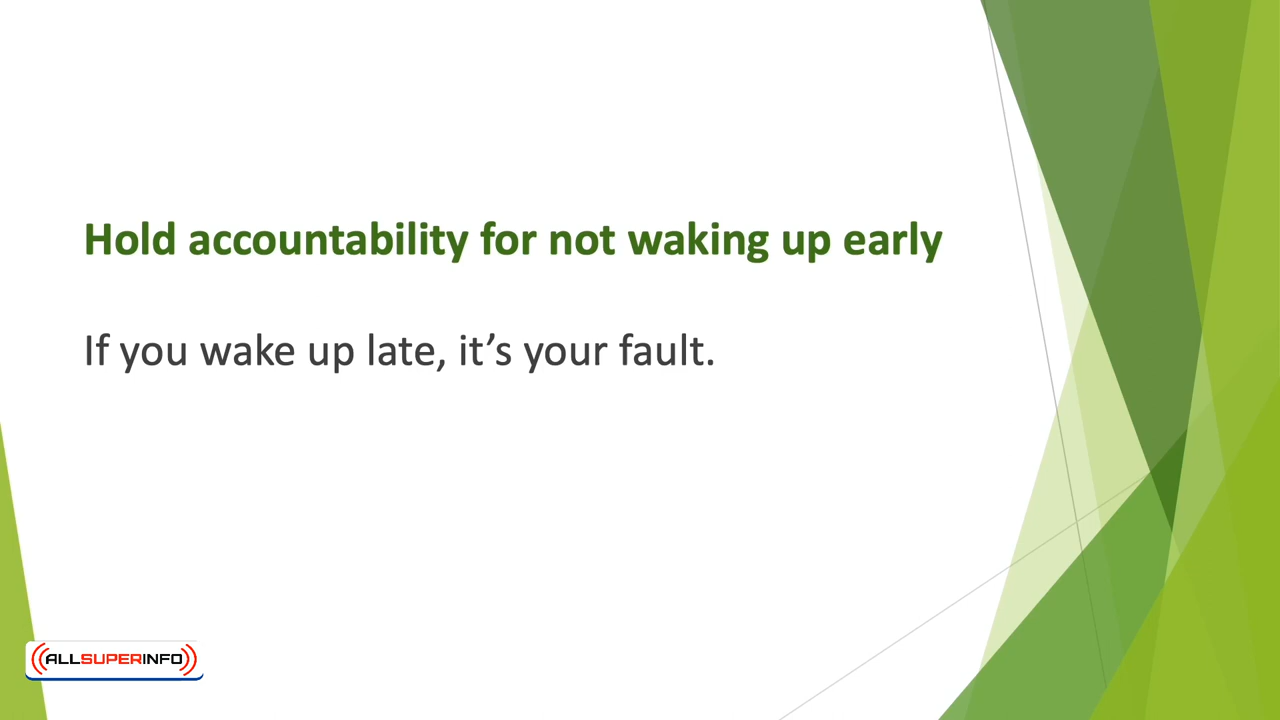 Hold accountability for not waking up early
If you wake up late, it’s your fault.
ALLSUPERINFO